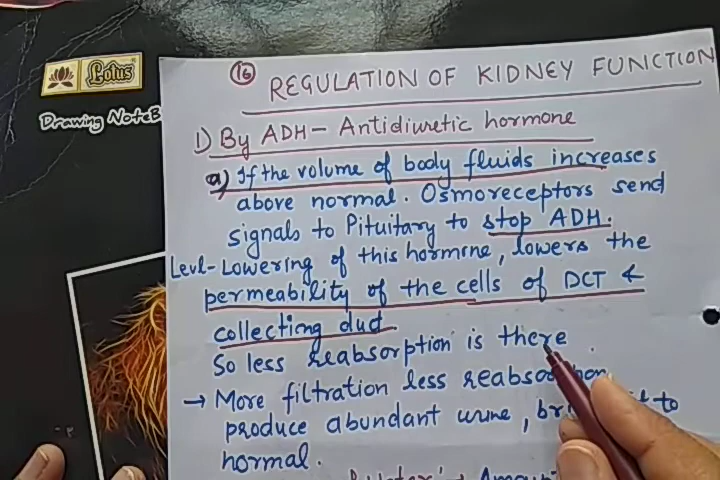 Lotus
Drawing NoteB
16 REGULATION OF KIDNEY FUNCTION
1) By ADH - Antidiuretic hormone
a) If the volume of body fluids increases
above normal. Osmoreceptors send
signals to Pituitary to stop ADH.
Levl-Lowering of this hormone, lowers the
permeability of the cells of DCT &
collecting duct
So less reabsorption is there.
→ More filtration less reabsorption
produce abundant urine, to
normal.